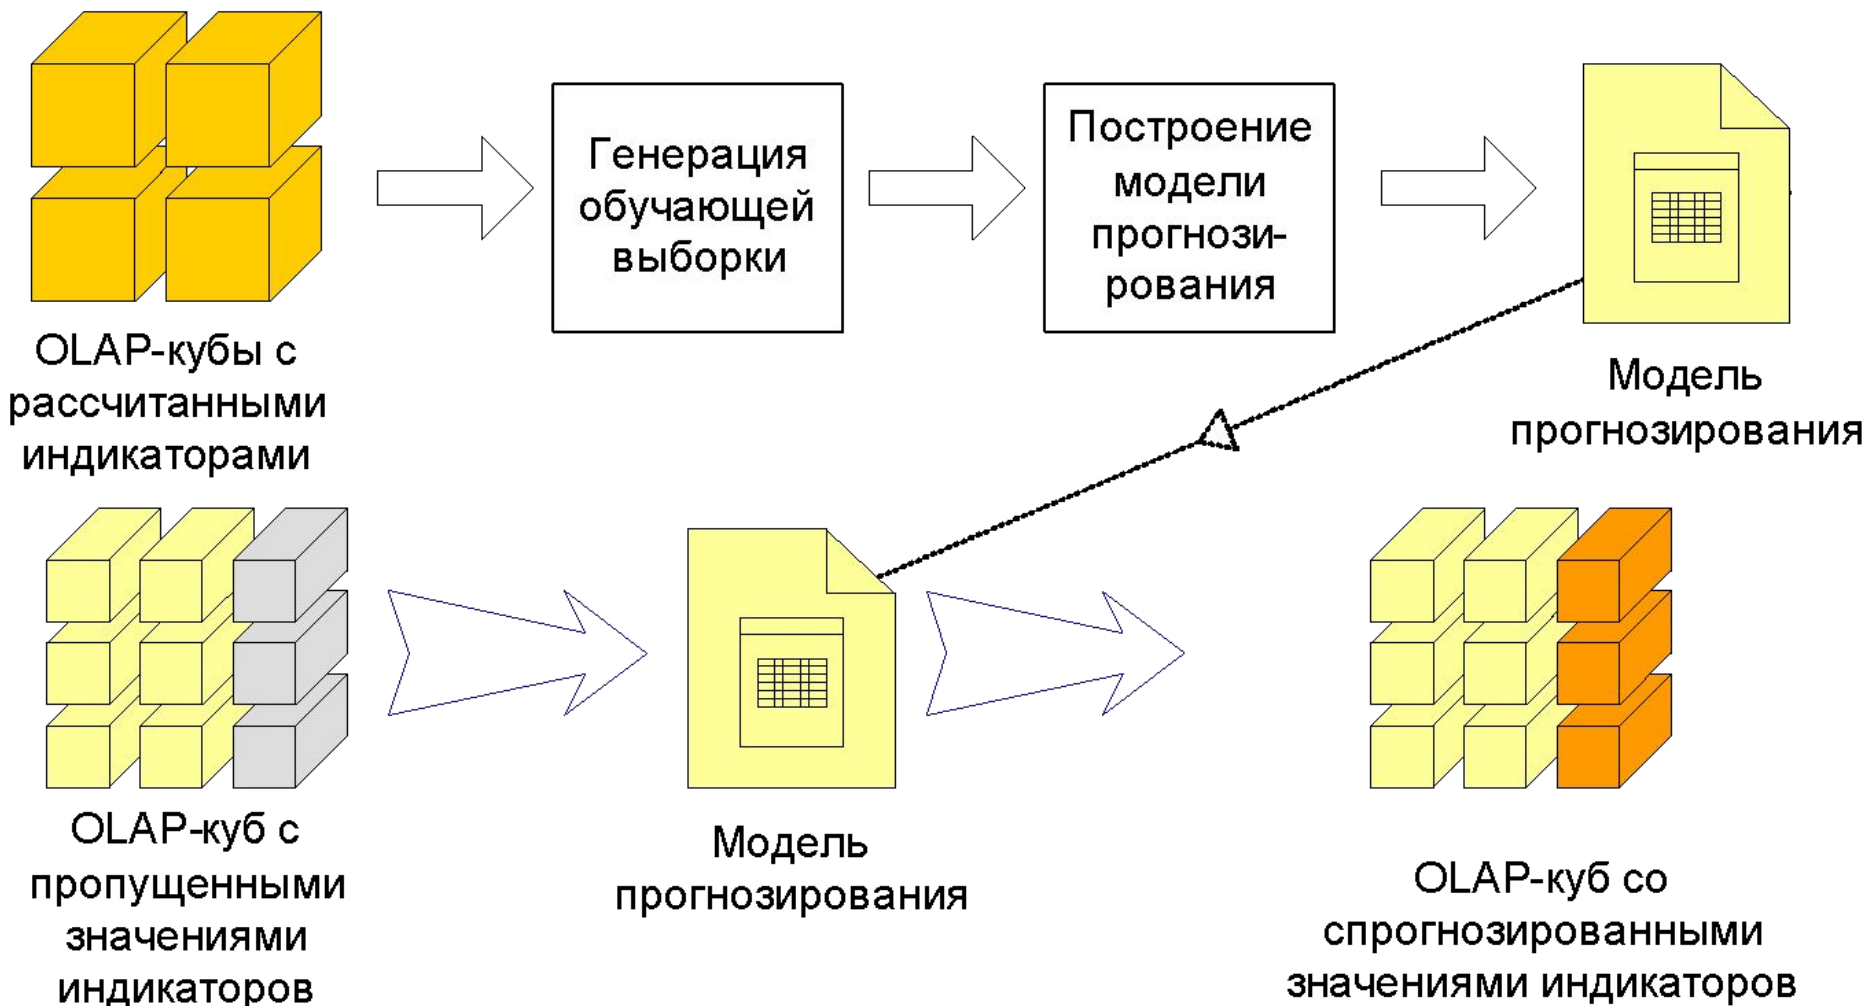 OLAP-кубы с
рассчитанными
индикаторами
Генерация
обучающей
выборки
Построение
модели
прогнози-
рования
Модель
прогнозирования
OLAP-куб с
пропущенными
значениями
индикаторов
Модель
прогнозирования
OLAP-куб со
спрогнозированными
значениями индикаторов